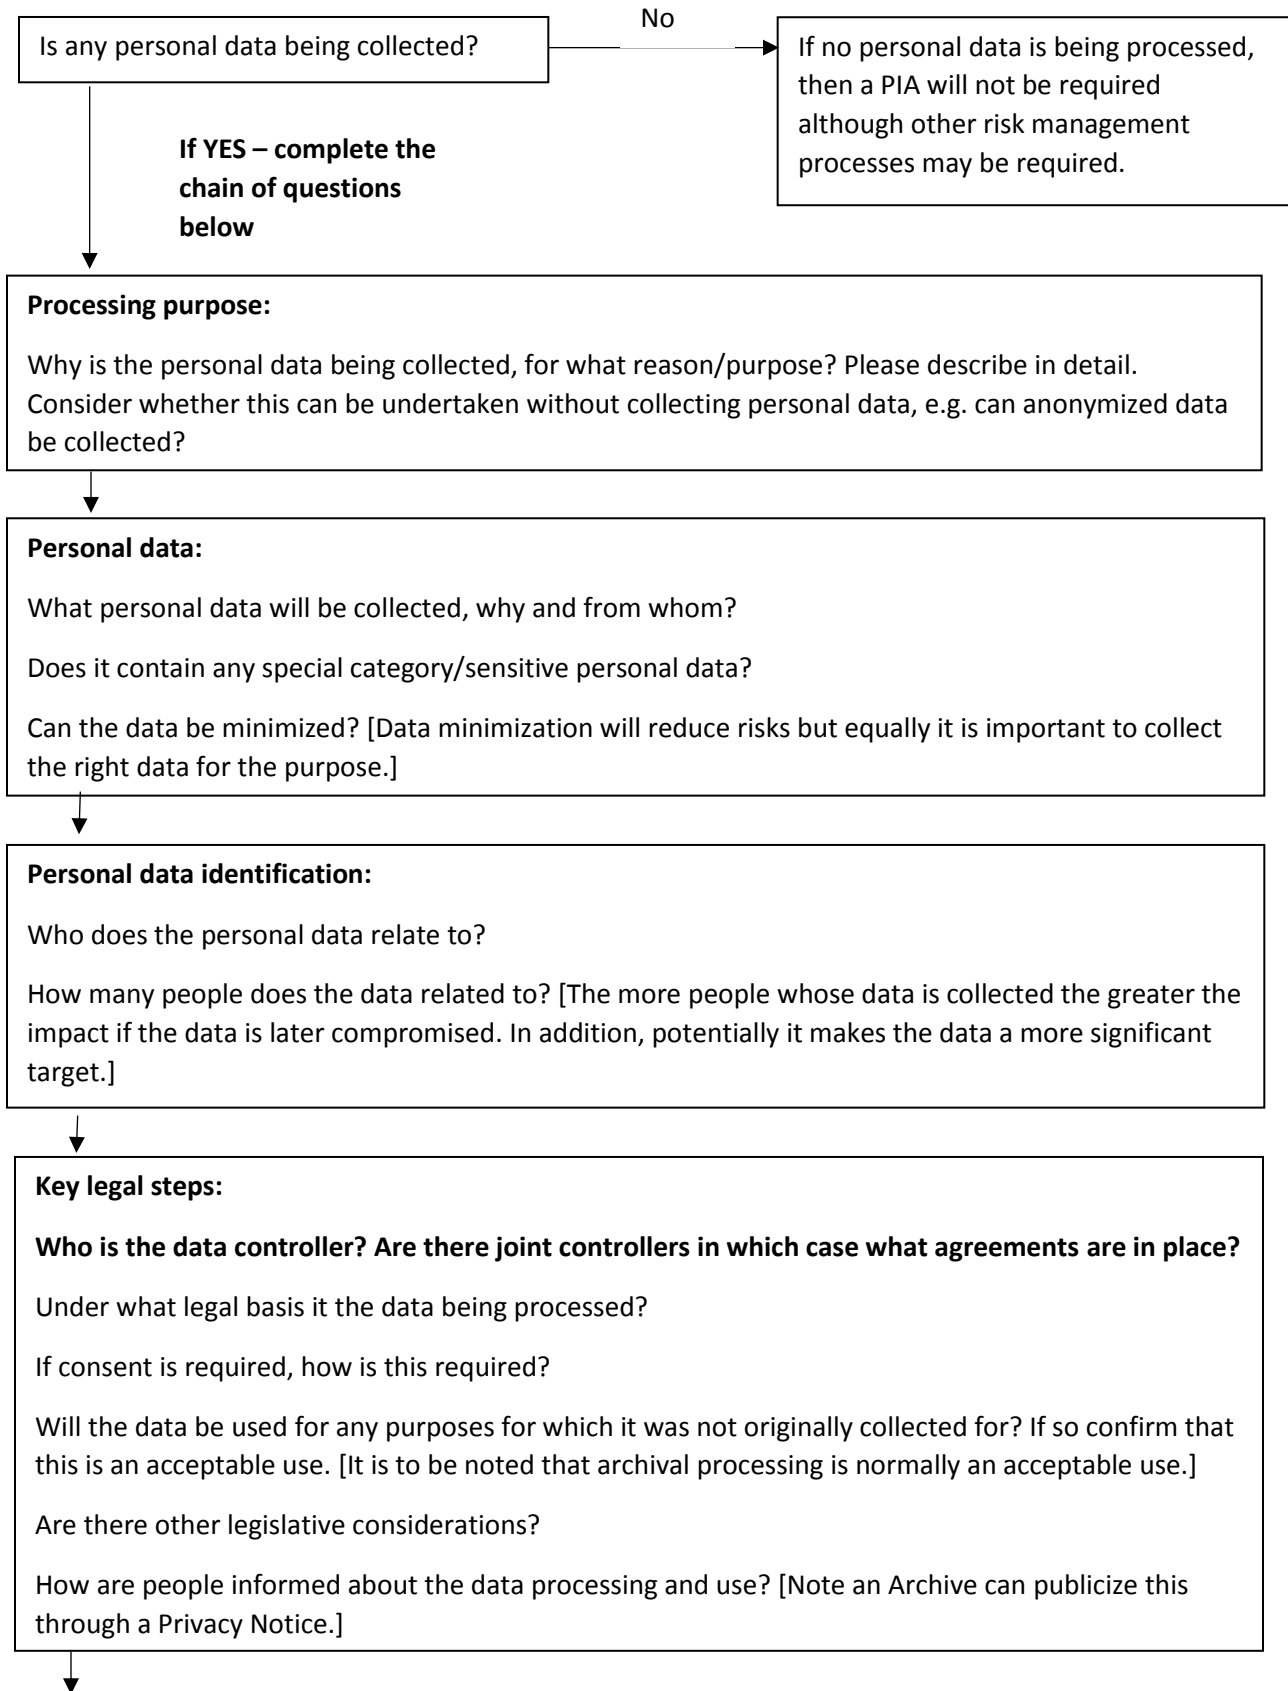 No
Is any personal data being collected?
If no personal data is being processed,
then a PIA will not be required
although other risk management
processes may be required.
If YES – complete the
chain of questions
below
Processing purpose:
Why is the personal data being collected, for what reason/purpose? Please describe in detail.
Consider whether this can be undertaken without collecting personal data, e.g. can anonymized data
be collected?
Personal data:
What personal data will be collected, why and from whom?
Does it contain any special category/sensitive personal data?
Can the data be minimized? [Data minimization will reduce risks but equally it is important to collect
the right data for the purpose.]
Personal data identification:
Who does the personal data relate to?
How many people does the data related to? [The more people whose data is collected the greater the
impact if the data is later compromised. In addition, potentially it makes the data a more significant
target.]
Key legal steps:
Who is the data controller? Are there joint controllers in which case what agreements are in place?
Under what legal basis it the data being processed?
If consent is required, how is this required?
Will the data be used for any purposes for which it was not originally collected for? If so confirm that
this is an acceptable use. [It is to be noted that archival processing is normally an acceptable use.]
Are there other legislative considerations?
How are people informed about the data processing and use? [Note an Archive can publicize this
through a Privacy Notice.]